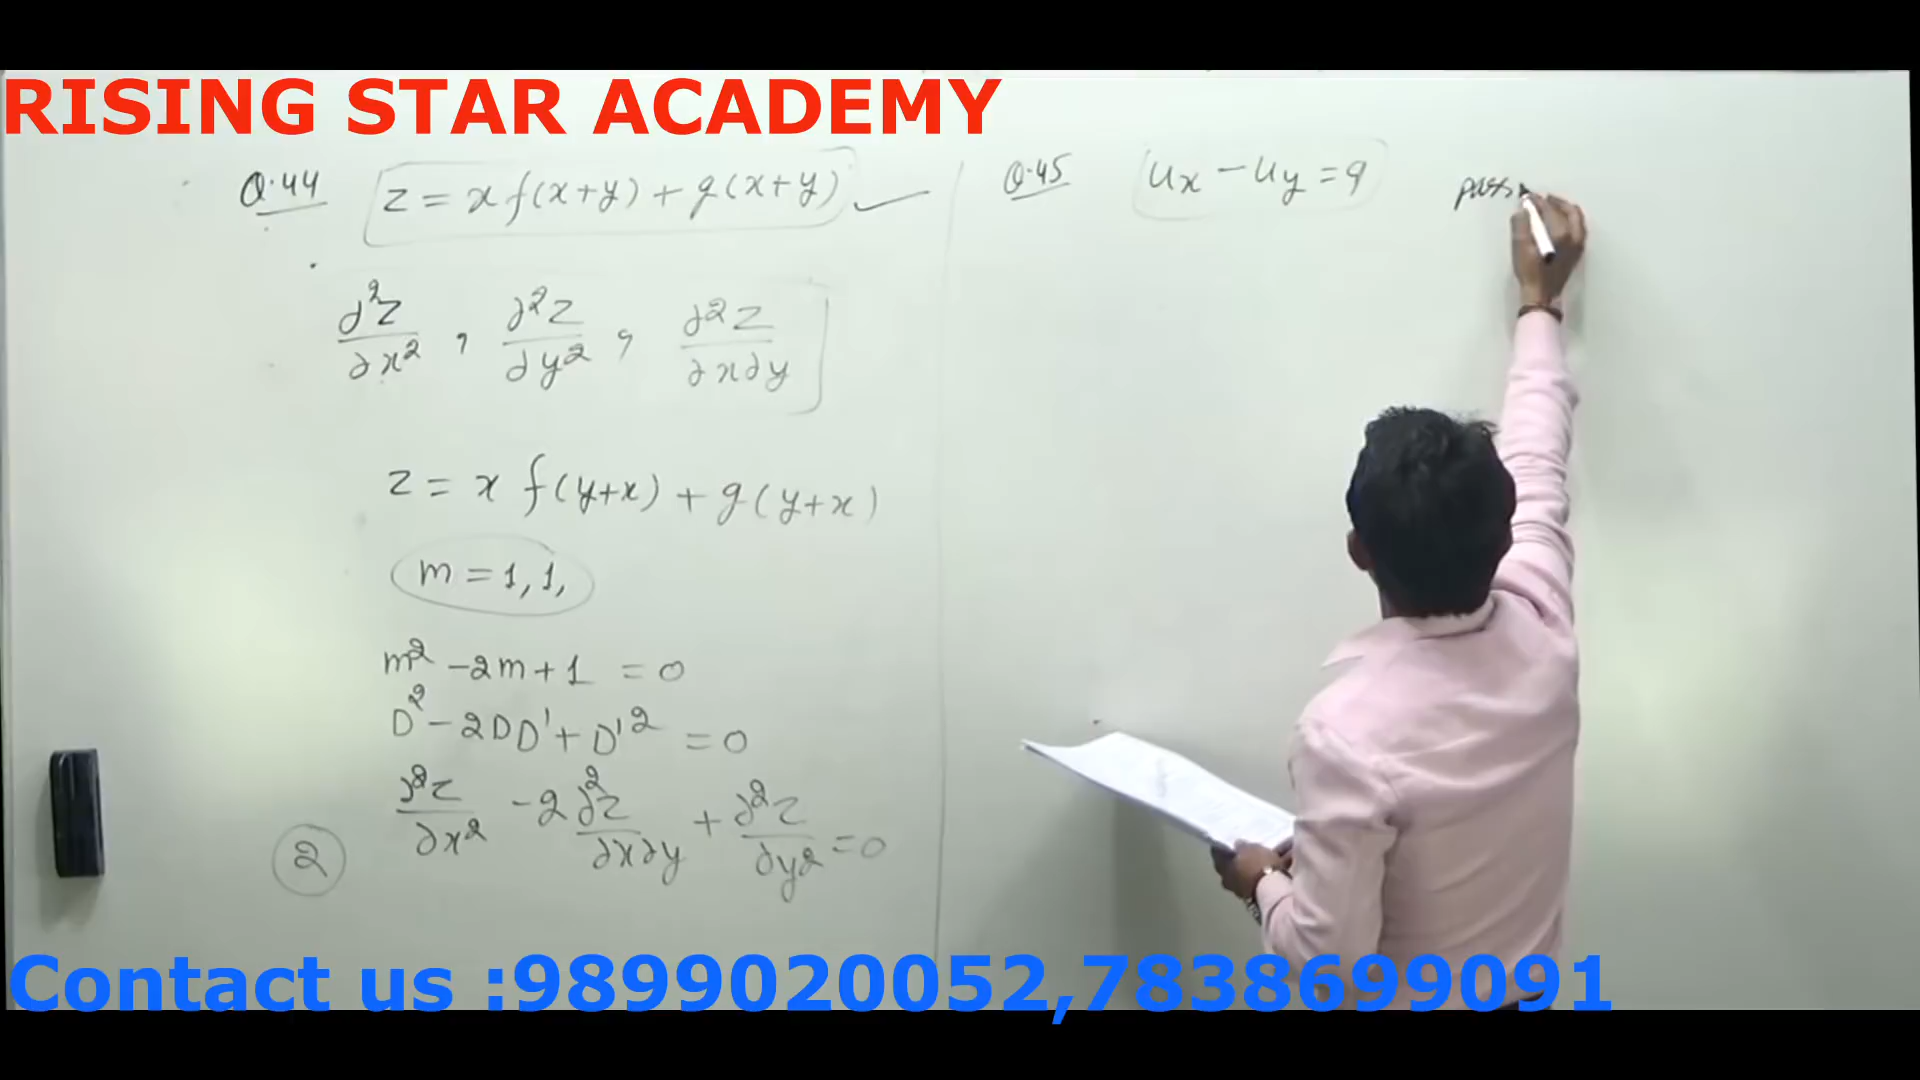 RISING STAR ACADEMY
Q.44 z = x f(x+y) + g(x+y)
∂²z/∂x² , ∂²z/∂y² , ∂²z/∂x∂y
z = x f(y+x) + g(y+x)
m = 1, 1,
m² - 2m + 1 = 0
D² - 2DD' + D'² = 0
② ∂²z/∂x² - 2 ∂²z/∂x∂y + ∂²z/∂y² = 0
Q.45 ux - uy = 9
Contact us :9899020052,7838699091